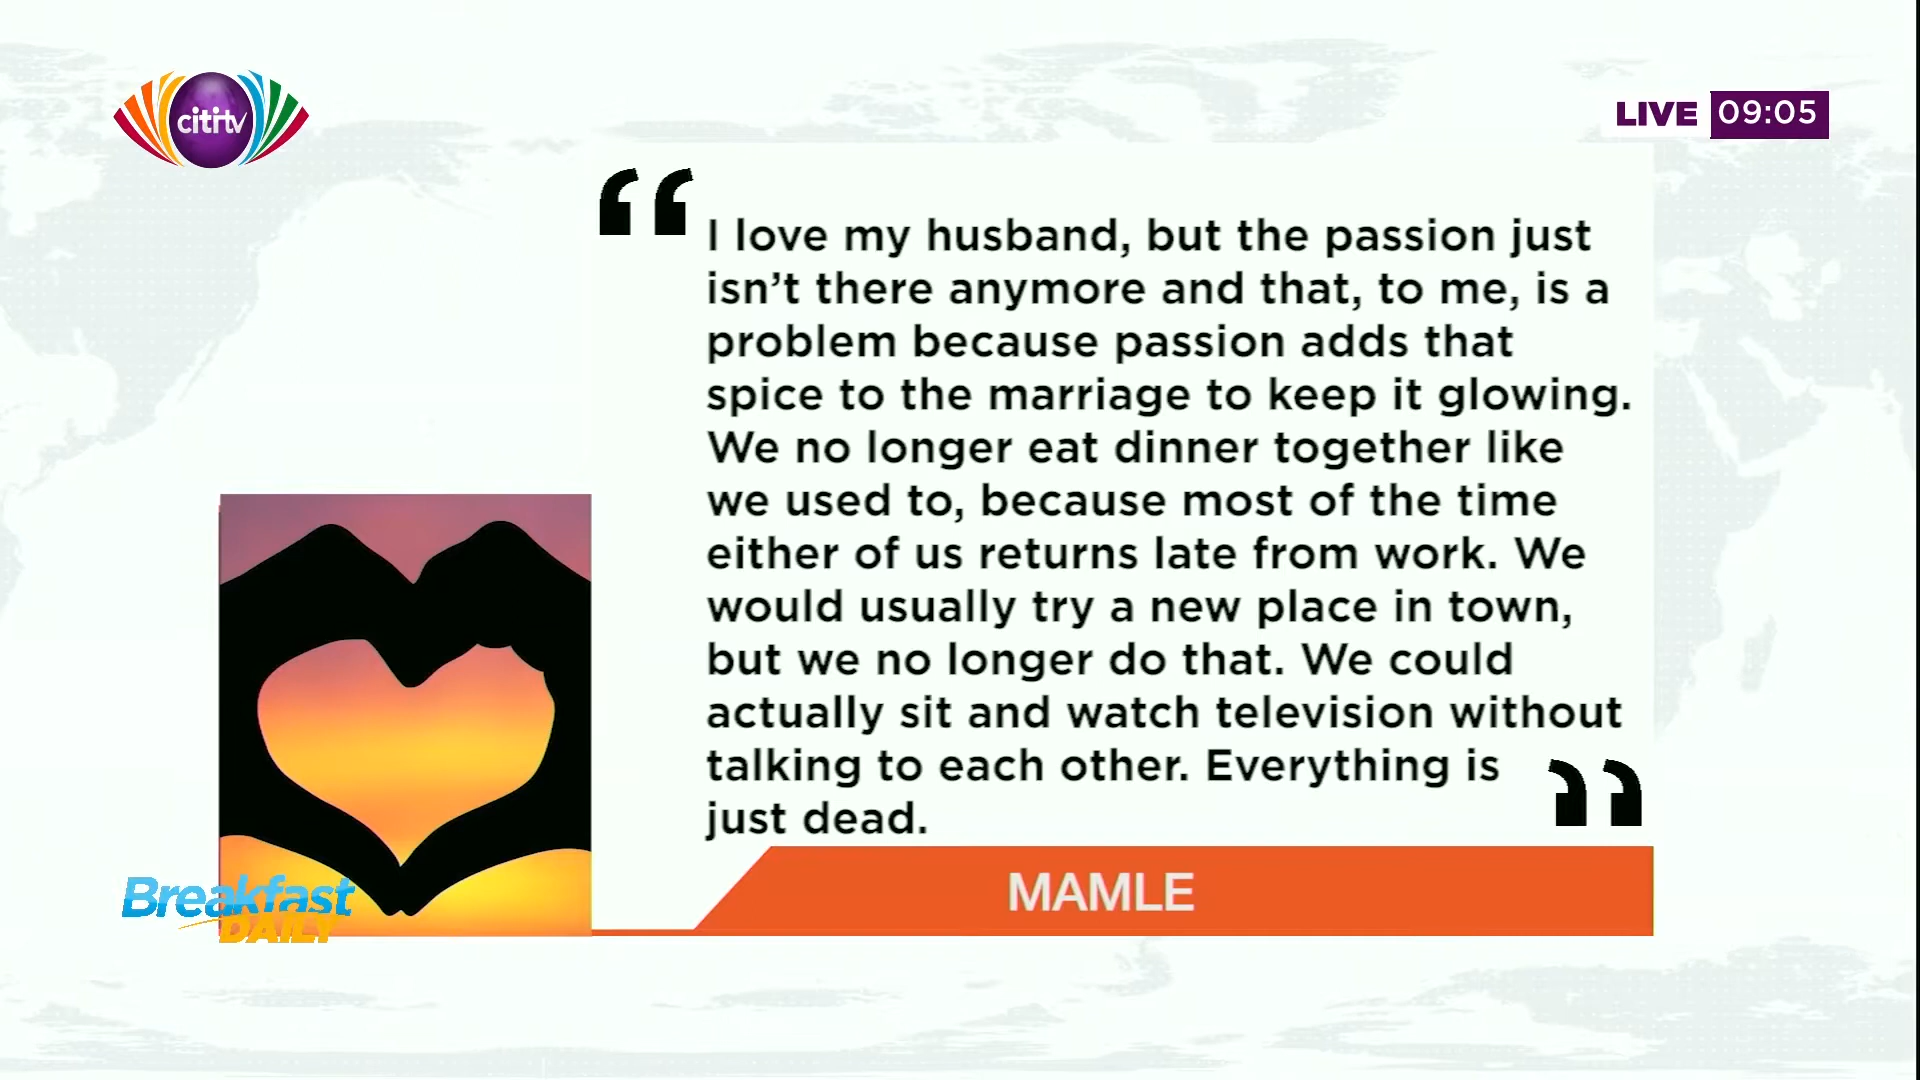 citi tv
LIVE 09:05
“
I love my husband, but the passion just
isn’t there anymore and that, to me, is a
problem because passion adds that
spice to the marriage to keep it glowing.
We no longer eat dinner together like
we used to, because most of the time
either of us returns late from work. We
would usually try a new place in town,
but we no longer do that. We could
actually sit and watch television without
talking to each other. Everything is
just dead.
”
MAMLE
Breakfast
DAILY